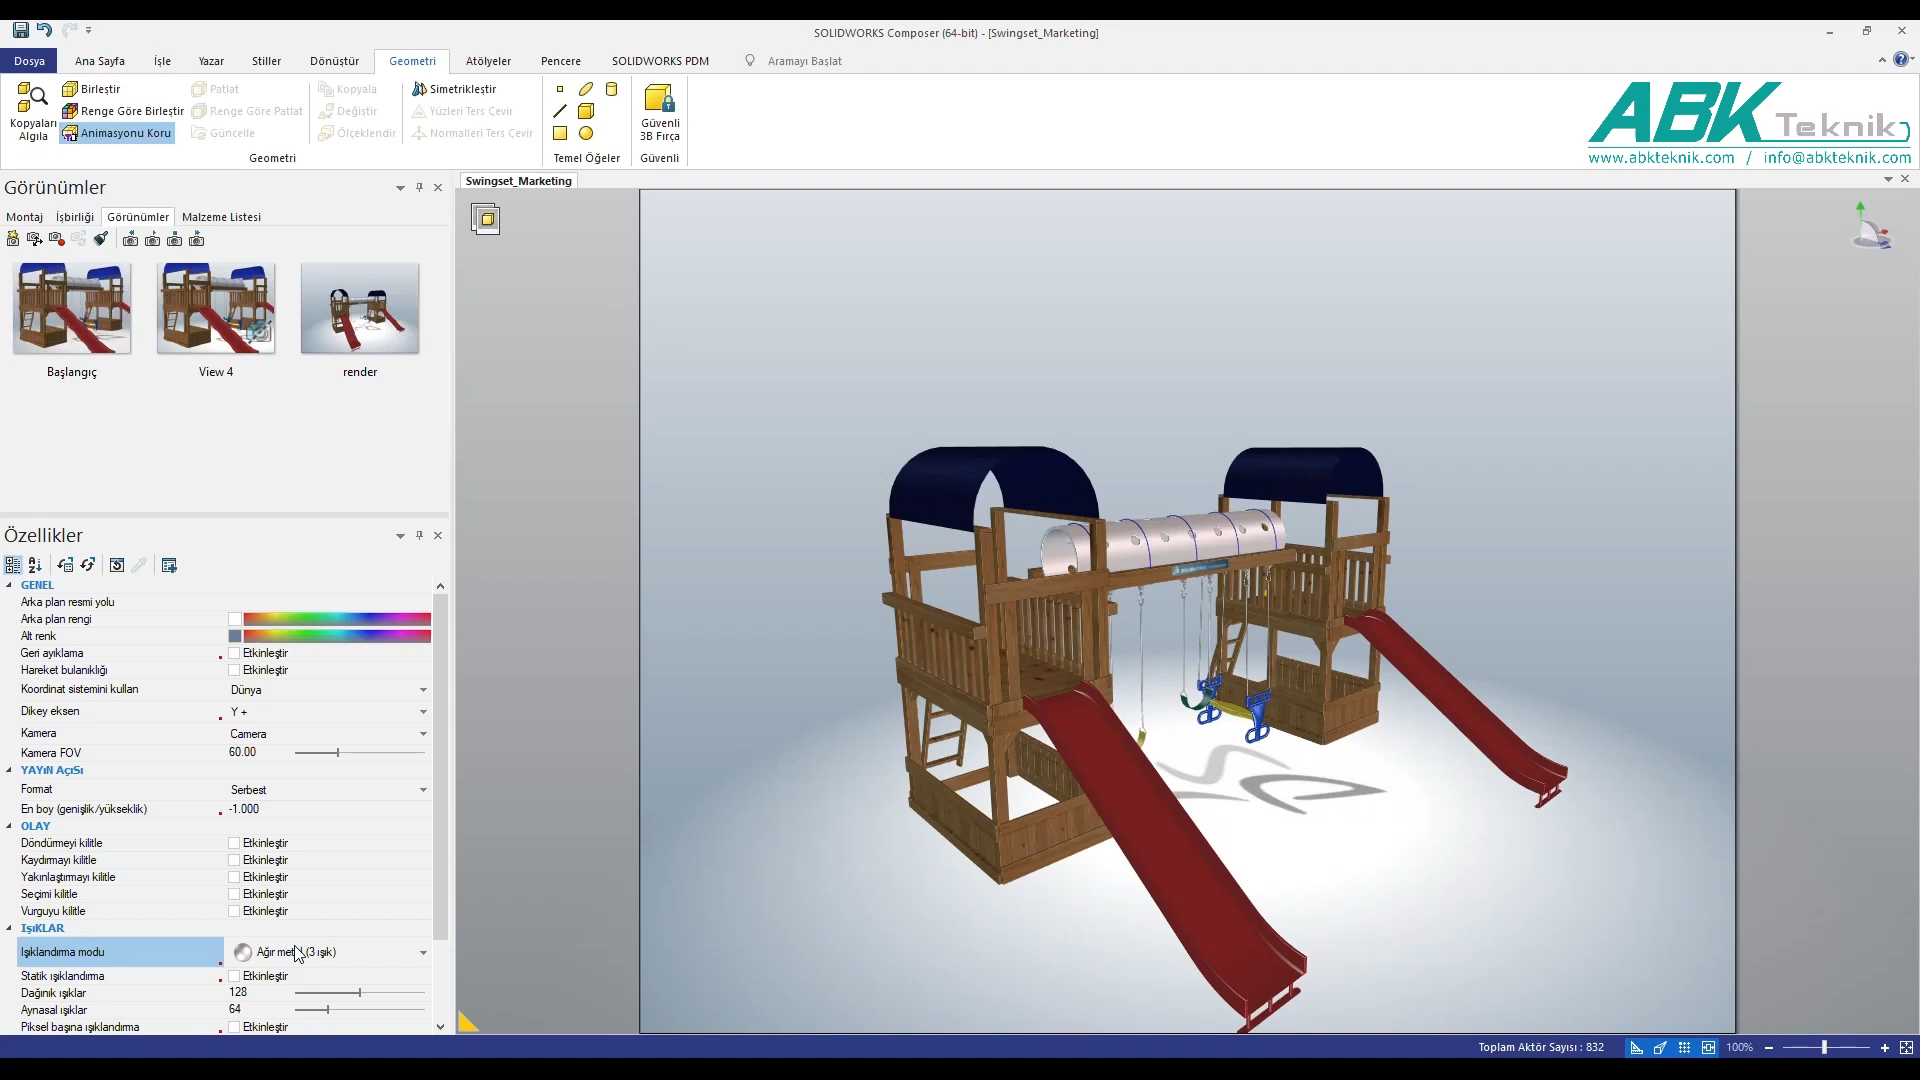 SOLIDWORKS Composer (64-bit) - [Swingset_Marketing]
Dosya Ana Sayfa İşle Yazar Stiller Dönüştür Geometri Atölyeler Pencere SOLIDWORKS PDM Aramayı Başlat
Kopyaları Algıla
Birleştir
Renge Göre Birleştir
Animasyonu Koru
Patlat
Renge Göre Patlat
Güncelle
Kopyala
Değiştir
Ölçeklendir
Simetrikleştir
Yüzleri Ters Çevir
Normalleri Ters Çevir
Geometri
Temel Öğeler
Güvenli 3B Fırça
Güvenli
ABK Teknik
www.abkteknik.com / info@abkteknik.com
Görünümler
Montaj İşbirliği Görünümler Malzeme Listesi
Başlangıç View 4 render
Swingset_Marketing
Özellikler
GENEL
Arka plan resmi yolu
Arka plan rengi
Alt renk
Geri ayıklama Etkinleştir
Hareket bulanıklığı Etkinleştir
Koordinat sistemini kullan Dünya
Dikey eksen Y +
Kamera Camera
Kamera FOV 60.00
YAYıN AçıSı
Format Serbest
En boy (genişlik/yükseklik) -1.000
OLAY
Döndürmeyi kilitle Etkinleştir
Kaydırmayı kilitle Etkinleştir
Yakınlaştırmayı kilitle Etkinleştir
Seçimi kilitle Etkinleştir
Vurguyu kilitle Etkinleştir
IşıKLAR
Işıklandırma modu Ağır metal (3 ışık)
Statik ışıklandırma Etkinleştir
Dağınık ışıklar 128
Aynasal ışıklar 64
Piksel başına ışıklandırma Etkinleştir
Toplam Aktör Sayısı : 832 100%